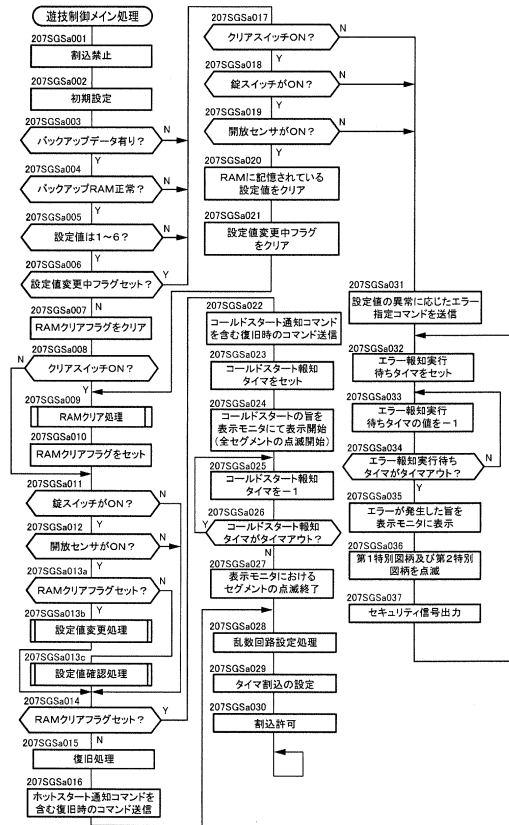 遊技制御メイン処理
207SGSa001
割込禁止
207SGSa002
初期設定
207SGSa003
バックアップデータ有り？
N
Y
207SGSa004
バックアップRAM正常？
N
Y
207SGSa005
設定値は1～6？
N
Y
207SGSa006
設定値変更中フラグセット？
Y
N
207SGSa007
RAMクリアフラグをクリア
207SGSa008
N
クリアスイッチON？
Y
207SGSa009
RAMクリア処理
207SGSa010
RAMクリアフラグをセット
207SGSa011
錠スイッチがON？
N
Y
207SGSa012
開放センサがON？
N
Y
207SGSa013a
RAMクリアフラグセット？
N
Y
207SGSa013b
設定値変更処理
207SGSa013c
設定値確認処理
207SGSa014
RAMクリアフラグセット？
Y
N
207SGSa015
復旧処理
207SGSa016
ホットスタート通知コマンドを
含む復旧時のコマンド送信
207SGSa017
クリアスイッチON？
N
Y
207SGSa018
錠スイッチがON？
N
Y
207SGSa019
開放センサがON？
N
Y
207SGSa020
RAMに記憶されている
設定値をクリア
207SGSa021
設定値変更中フラグ
をクリア
207SGSa022
コールドスタート通知コマンド
を含む復旧時のコマンド送信
207SGSa023
コールドスタート報知
タイマをセット
207SGSa024
コールドスタートの旨を
表示モニタにて表示開始
（全セグメントの点滅開始）
207SGSa025
コールドスタート報知
タイマを－1
207SGSa026
Y
コールドスタート報知
タイマがタイマアウト？
N
207SGSa027
表示モニタにおける
セグメントの点滅終了
207SGSa028
乱数回路設定処理
207SGSa029
タイマ割込の設定
207SGSa030
割込許可
207SGSa031
設定値の異常に応じたエラー
指定コマンドを送信
207SGSa032
エラー報知実行
待ちタイマをセット
207SGSa033
エラー報知実行
待ちタイマの値を－1
207SGSa034
エラー報知実行待ち
タイマがタイマアウト？
N
Y
207SGSa035
エラーが発生した旨を
表示モニタに表示
207SGSa036
第1特別図柄及び第2特別
図柄を点滅
207SGSa037
セキュリティ信号出力